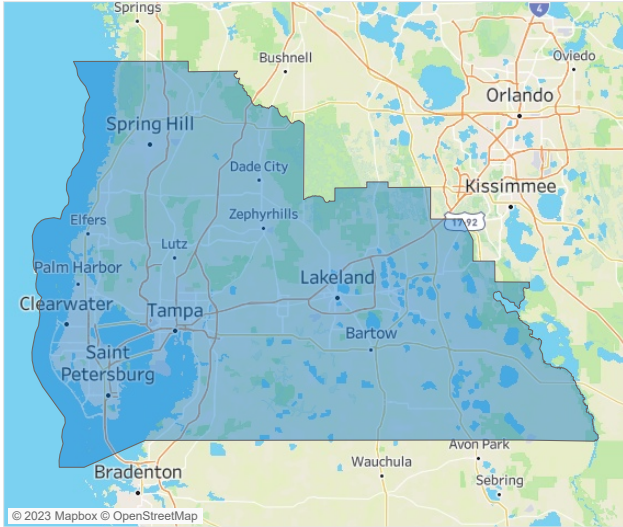 Springs
4
Bushnell
Oviedo
Orlando
Spring Hill
Dade City
Kissimmee
Zephyrhills
Elfers
17-92
Lutz
Palm Harbor
Lakeland
Clearwater
Tampa
Bartow
Saint
Petersburg
Avon Park
Wauchula
Bradenton
Sebring
© 2023 Mapbox © OpenStreetMap